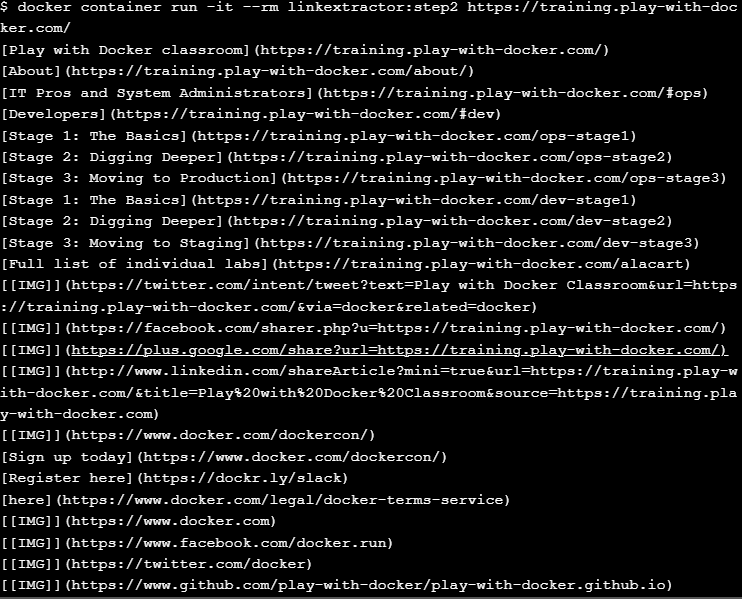 $ docker container run -it --rm linkextractor:step2 https://training.play-with-doc
ker.com/
[Play with Docker classroom](https://training.play-with-docker.com/)
[About](https://training.play-with-docker.com/about/)
[IT Pros and System Administrators](https://training.play-with-docker.com/#ops)
[Developers](https://training.play-with-docker.com/#dev)
[Stage 1: The Basics](https://training.play-with-docker.com/ops-stage1)
[Stage 2: Digging Deeper](https://training.play-with-docker.com/ops-stage2)
[Stage 3: Moving to Production](https://training.play-with-docker.com/ops-stage3)
[Stage 1: The Basics](https://training.play-with-docker.com/dev-stage1)
[Stage 2: Digging Deeper](https://training.play-with-docker.com/dev-stage2)
[Stage 3: Moving to Staging](https://training.play-with-docker.com/dev-stage3)
[Full list of individual labs](https://training.play-with-docker.com/alacart)
[[IMG]](https://twitter.com/intent/tweet?text=Play with Docker Classroom&url=https
://training.play-with-docker.com/&via=docker&related=docker)
[[IMG]](https://facebook.com/sharer.php?u=https://training.play-with-docker.com/)
[[IMG]](https://plus.google.com/share?url=https://training.play-with-docker.com/)
[[IMG]](http://www.linkedin.com/shareArticle?mini=true&url=https://training.play-w
ith-docker.com/&title=Play%20with%20Docker%20Classroom&source=https://training.pla
y-with-docker.com)
[[IMG]](https://www.docker.com/dockercon/)
[Sign up today](https://www.docker.com/dockercon/)
[Register here](https://dockr.ly/slack)
[here](https://www.docker.com/legal/docker-terms-service)
[[IMG]](https://www.docker.com)
[[IMG]](https://www.facebook.com/docker.run)
[[IMG]](https://twitter.com/docker)
[[IMG]](https://www.github.com/play-with-docker/play-with-docker.github.io)